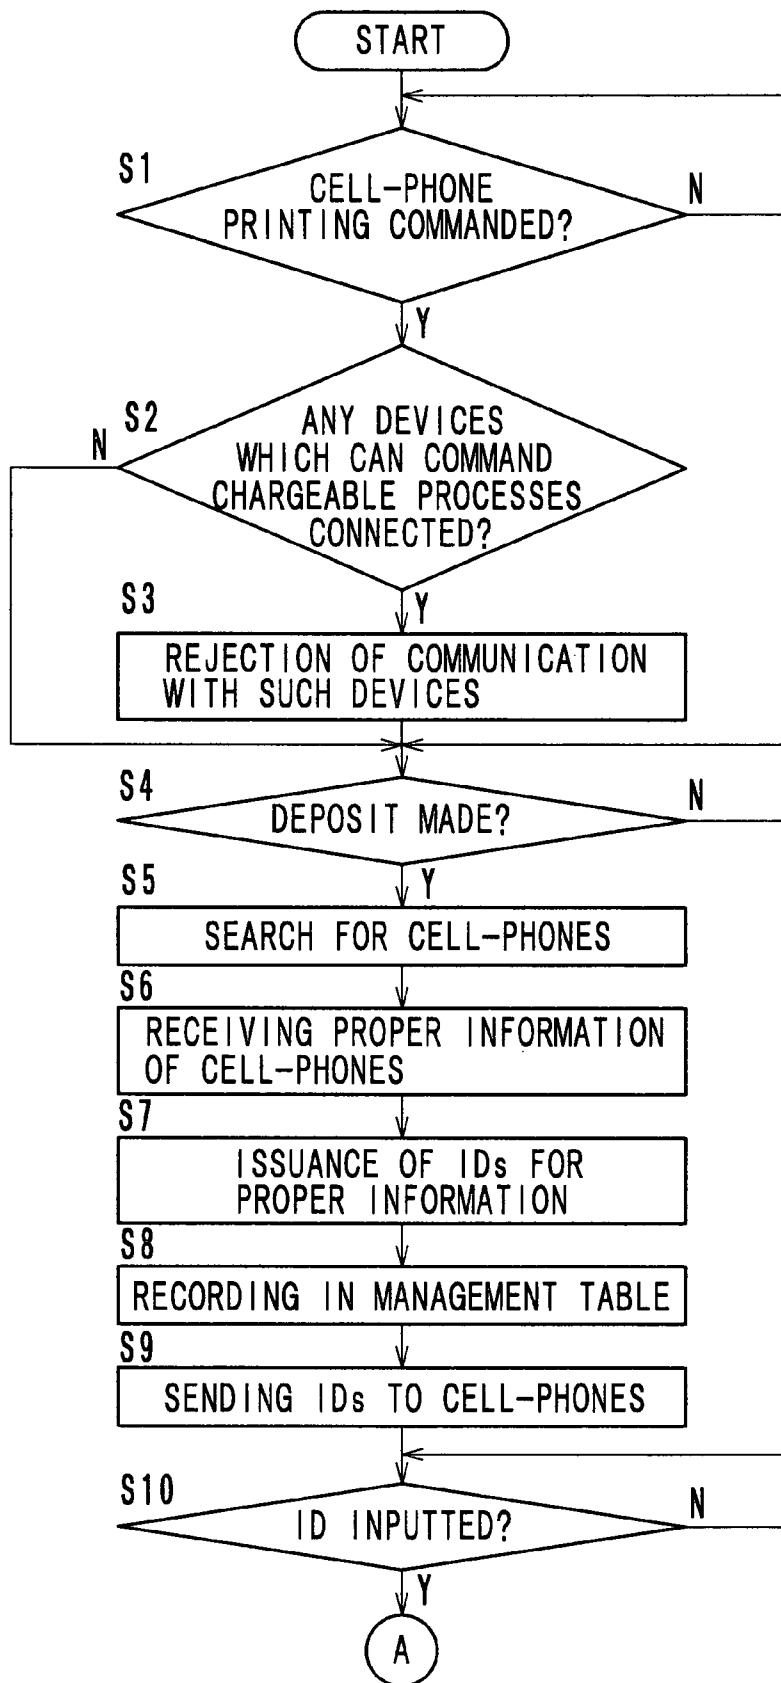 START
S1
CELL-PHONE
PRINTING COMMANDED?
N
Y
S2
N
ANY DEVICES
WHICH CAN COMMAND
CHARGEABLE PROCESSES
CONNECTED?
Y
S3
REJECTION OF COMMUNICATION
WITH SUCH DEVICES
S4
DEPOSIT MADE?
N
Y
S5
SEARCH FOR CELL-PHONES
S6
RECEIVING PROPER INFORMATION
OF CELL-PHONES
S7
ISSUANCE OF IDs FOR
PROPER INFORMATION
S8
RECORDING IN MANAGEMENT TABLE
S9
SENDING IDs TO CELL-PHONES
S10
ID INPUTTED?
N
Y
A